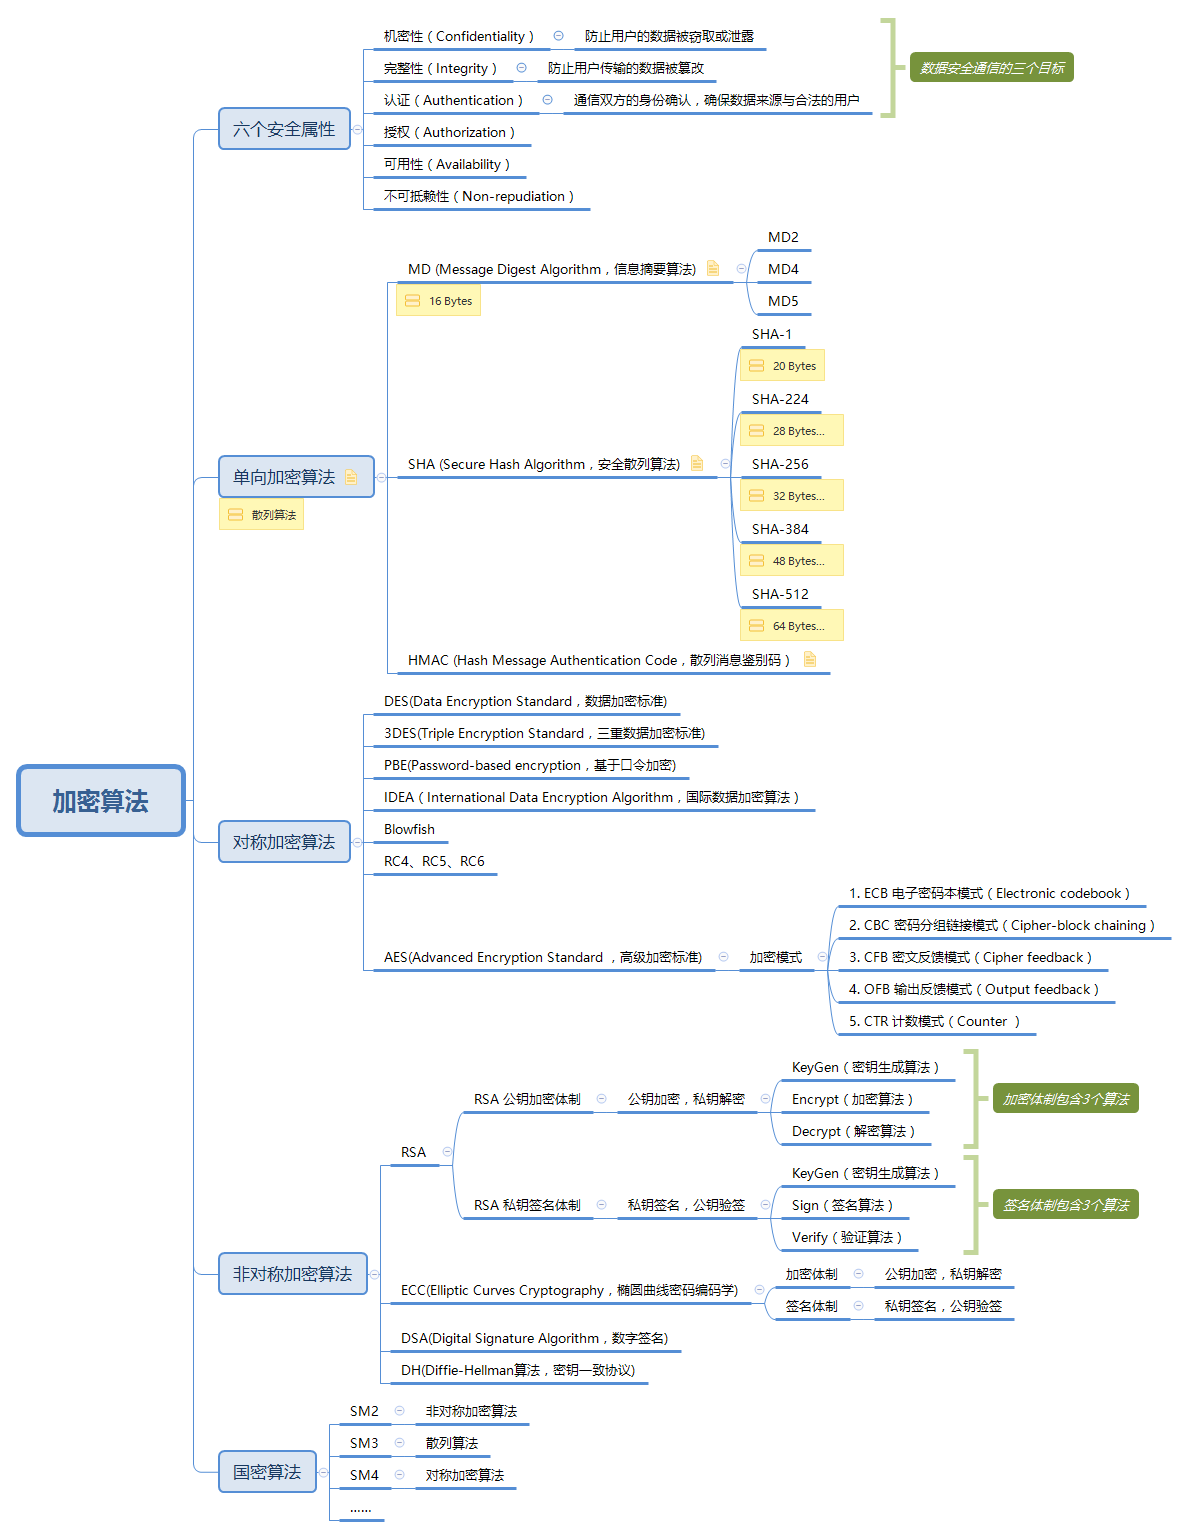 加密算法
六个安全属性
机密性（Confidentiality）
防止用户的数据被窃取或泄露
完整性（Integrity）
防止用户传输的数据被篡改
认证（Authentication）
通信双方的身份确认，确保数据来源与合法的用户
数据安全通信的三个目标
授权（Authorization）
可用性（Availability）
不可抵赖性（Non-repudiation）
单向加密算法
散列算法
MD (Message Digest Algorithm，信息摘要算法)
16 Bytes
MD2
MD4
MD5
SHA (Secure Hash Algorithm，安全散列算法)
SHA-1
20 Bytes
SHA-224
28 Bytes...
SHA-256
32 Bytes...
SHA-384
48 Bytes...
SHA-512
64 Bytes...
HMAC (Hash Message Authentication Code，散列消息鉴别码）
对称加密算法
DES(Data Encryption Standard，数据加密标准)
3DES(Triple Encryption Standard，三重数据加密标准)
PBE(Password-based encryption，基于口令加密)
IDEA（International Data Encryption Algorithm，国际数据加密算法）
Blowfish
RC4、RC5、RC6
AES(Advanced Encryption Standard ，高级加密标准)
加密模式
1. ECB 电子密码本模式（Electronic codebook）
2. CBC 密码分组链接模式（Cipher-block chaining）
3. CFB 密文反馈模式（Cipher feedback）
4. OFB 输出反馈模式（Output feedback）
5. CTR 计数模式（Counter ）
非对称加密算法
RSA
RSA 公钥加密体制
公钥加密，私钥解密
KeyGen（密钥生成算法）
Encrypt（加密算法）
Decrypt（解密算法）
加密体制包含3个算法
RSA 私钥签名体制
私钥签名，公钥验签
KeyGen（密钥生成算法）
Sign（签名算法）
Verify（验证算法）
签名体制包含3个算法
ECC(Elliptic Curves Cryptography，椭圆曲线密码编码学)
加密体制
公钥加密，私钥解密
签名体制
私钥签名，公钥验签
DSA(Digital Signature Algorithm，数字签名)
DH(Diffie-Hellman算法，密钥一致协议)
国密算法
SM2
非对称加密算法
SM3
散列算法
SM4
对称加密算法
......